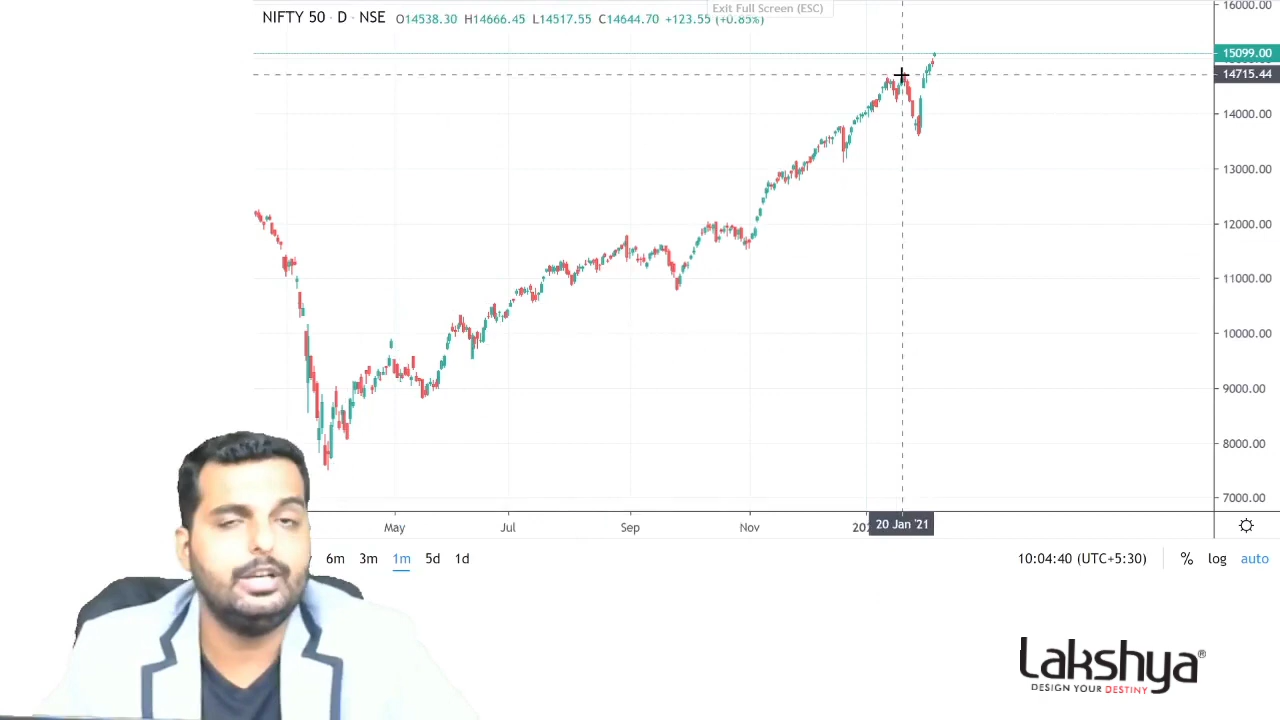 Exit Full Screen (ESC)
NIFTY 50 · D · NSE O14538.30 H14666.45 L14517.55 C14644.70 +123.55 (+0.85%)
16000.00
15099.00
14715.44
14000.00
13000.00
12000.00
11000.00
10000.00
9000.00
8000.00
7000.00
May Jul Sep Nov 20 Jan '21
6m 3m 1m 5d 1d 10:04:40 (UTC+5:30) % log auto
Lakshya®
DESIGN YOUR DESTINY